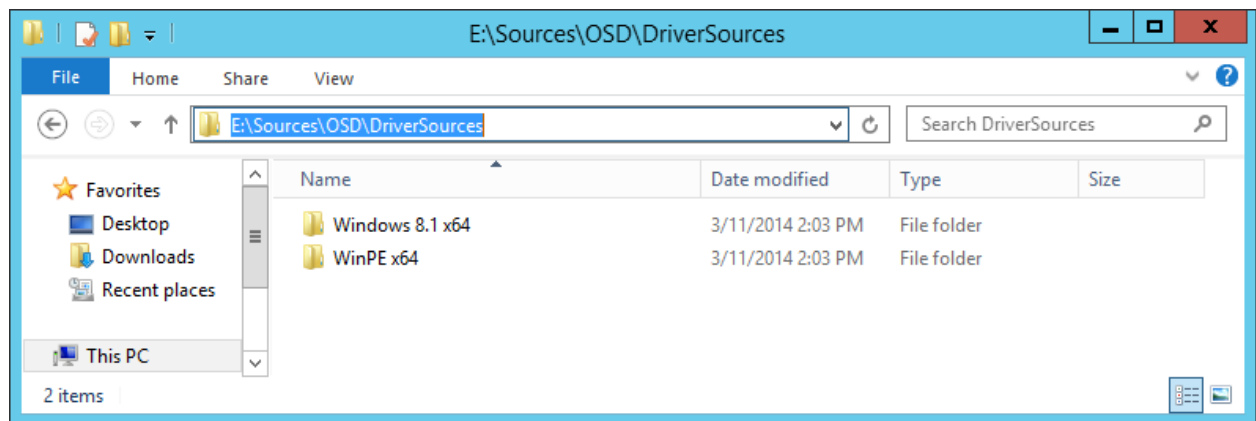 E:\Sources\OSD\DriverSources
File Home Share View
E:\Sources\OSD\DriverSources Search DriverSources
Favorites
Desktop
Downloads
Recent places
This PC
Name Date modified Type Size
Windows 8.1 x64 3/11/2014 2:03 PM File folder
WinPE x64 3/11/2014 2:03 PM File folder
2 items